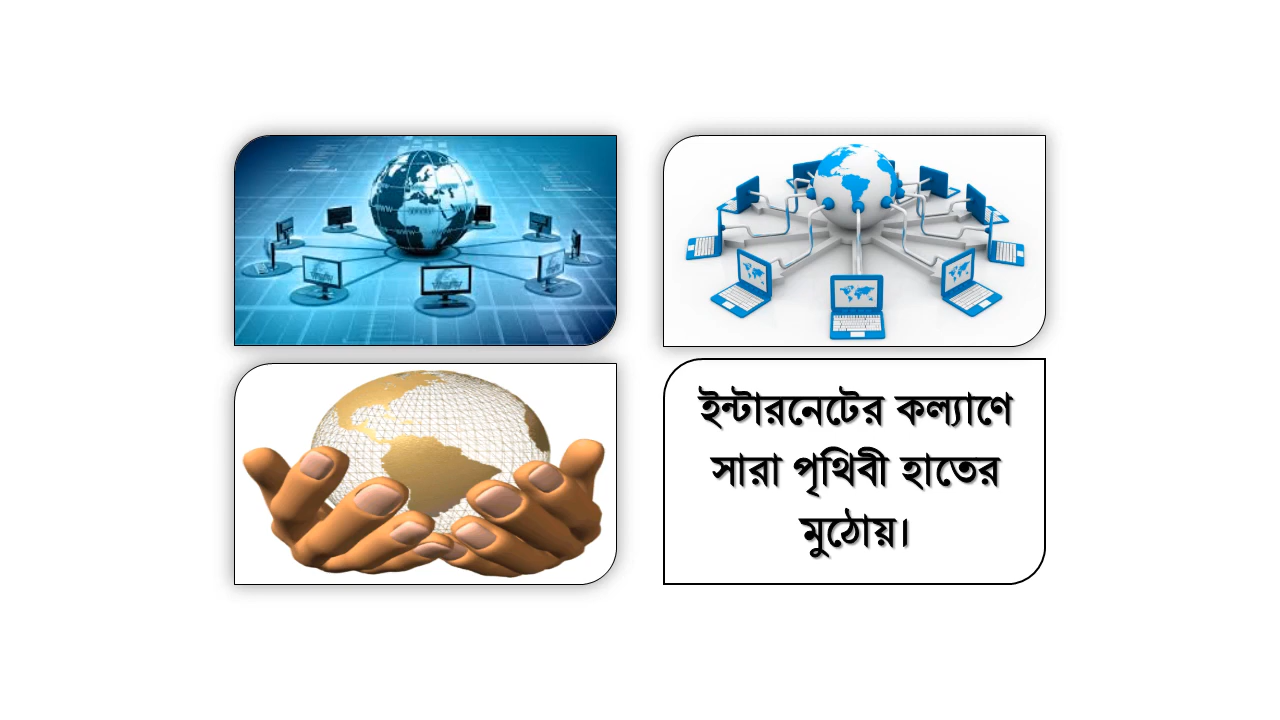 ইন্টারনেটের কল্যাণে
সারা পৃথিবী হাতের
মুঠোয়।